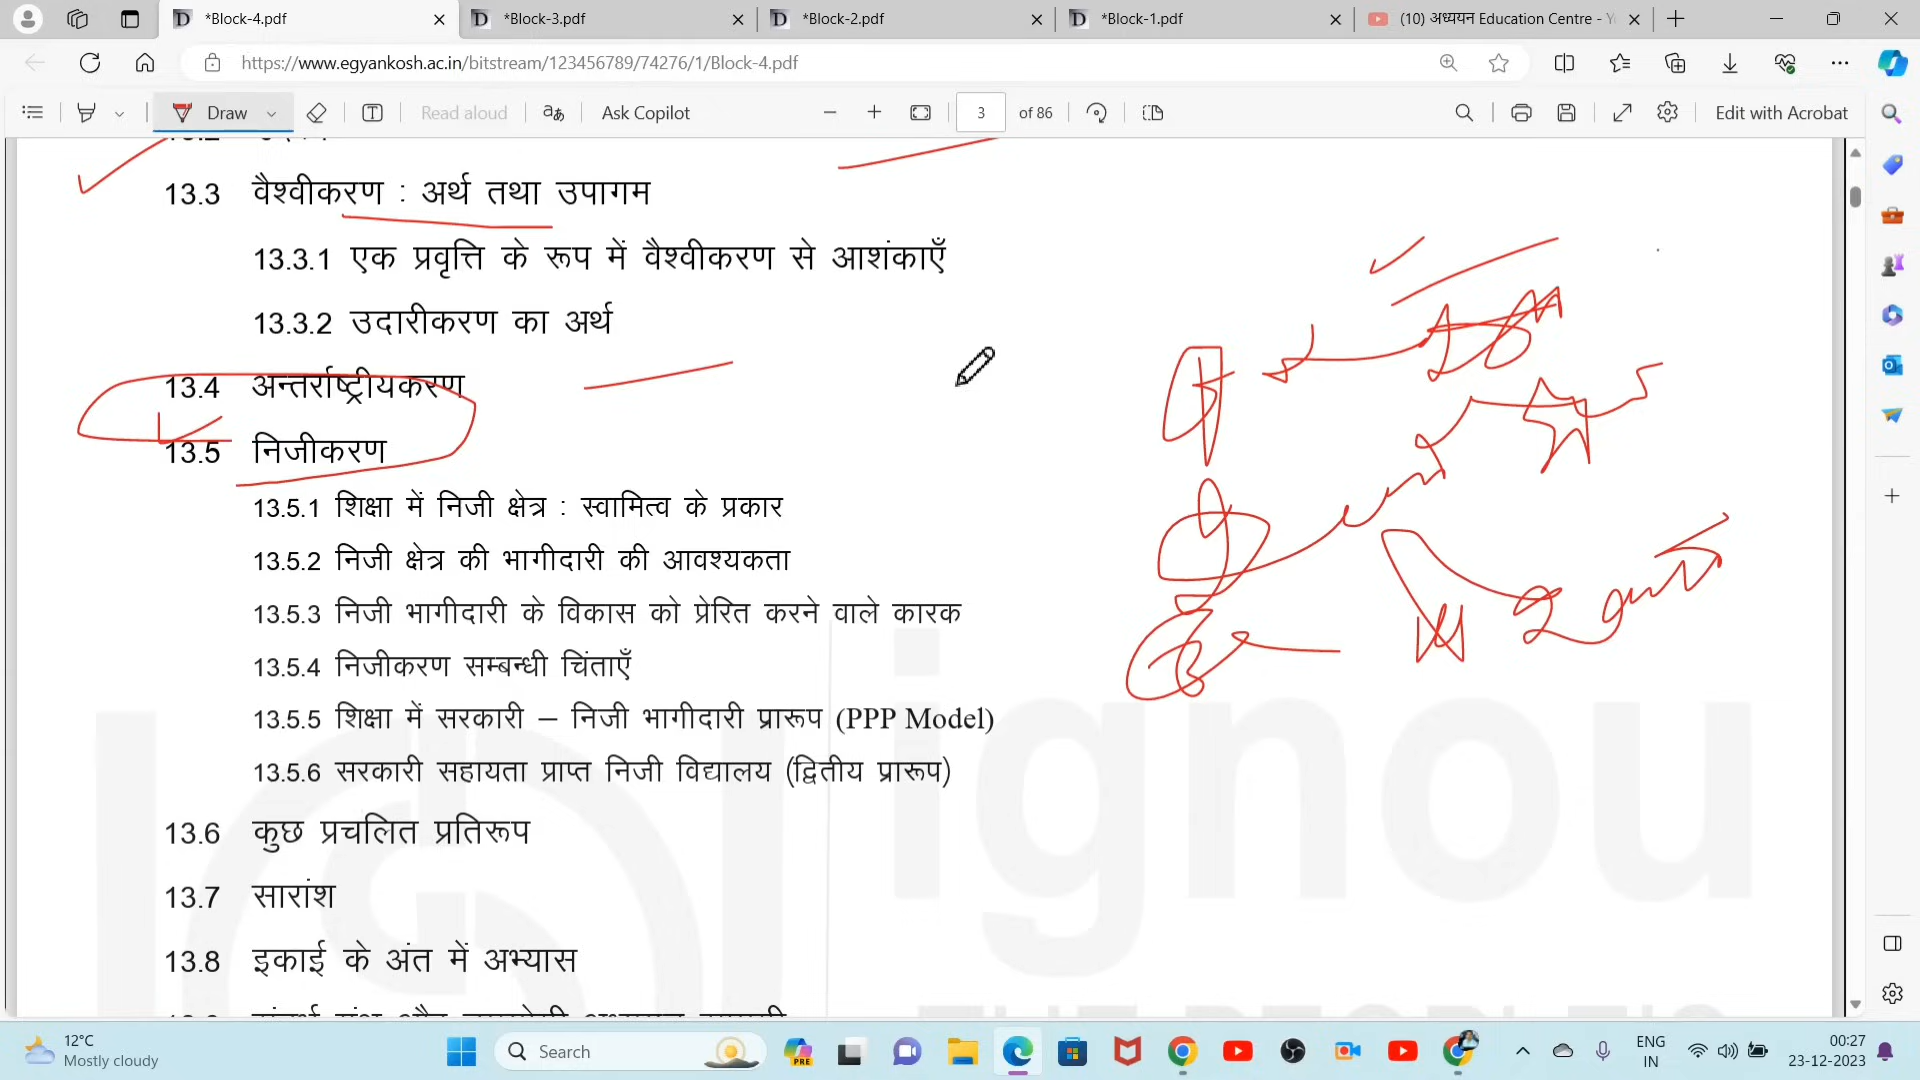 *Block-4.pdf
*Block-3.pdf
*Block-2.pdf
*Block-1.pdf
(10) अध्ययन Education Centre - Y
https://www.egyankosh.ac.in/bitstream/123456789/74276/1/Block-4.pdf
Draw
Read aloud
Ask Copilot
3 of 86
Edit with Acrobat
13.3 वैश्वीकरण : अर्थ तथा उपागम
13.3.1 एक प्रवृत्ति के रूप में वैश्वीकरण से आशंकाएँ
13.3.2 उदारीकरण का अर्थ
13.4 अन्तर्राष्ट्रीयकरण
13.5 निजीकरण
13.5.1 शिक्षा में निजी क्षेत्र : स्वामित्व के प्रकार
13.5.2 निजी क्षेत्र की भागीदारी की आवश्यकता
13.5.3 निजी भागीदारी के विकास को प्रेरित करने वाले कारक
13.5.4 निजीकरण सम्बन्धी चिंताएँ
13.5.5 शिक्षा में सरकारी – निजी भागीदारी प्रारूप (PPP Model)
13.5.6 सरकारी सहायता प्राप्त निजी विद्यालय (द्वितीय प्रारूप)
13.6 कुछ प्रचलित प्रतिरूप
13.7 सारांश
13.8 इकाई के अंत में अभ्यास
ignou
12°C
Mostly cloudy
Search
PRE
ENG
IN
00:27
23-12-2023